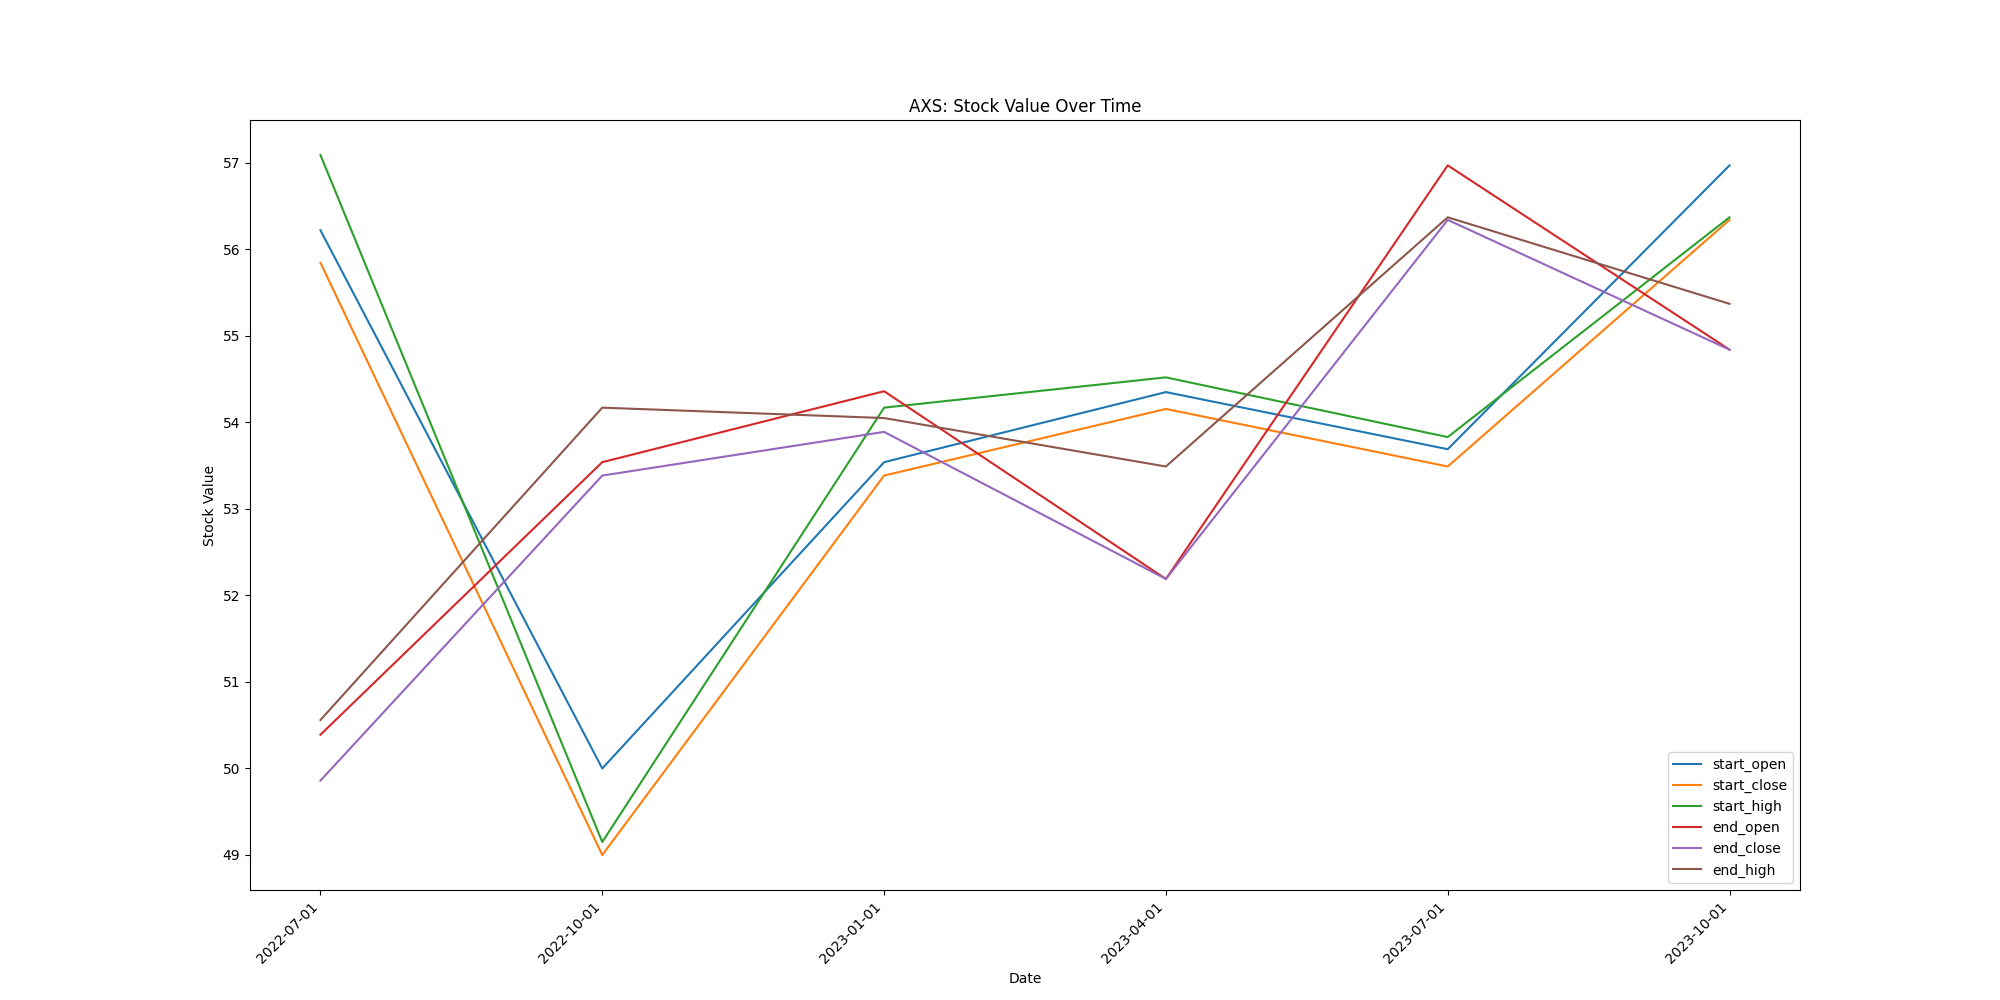 AXS: Stock Value Over Time
57
56
55
54
53
52
51
50
49
Stock Value
start_open
start_close
start_high
end_open
end_close
end_high
2022-07-01
2022-10-01
2023-01-01
2023-04-01
2023-07-01
2023-10-01
Date